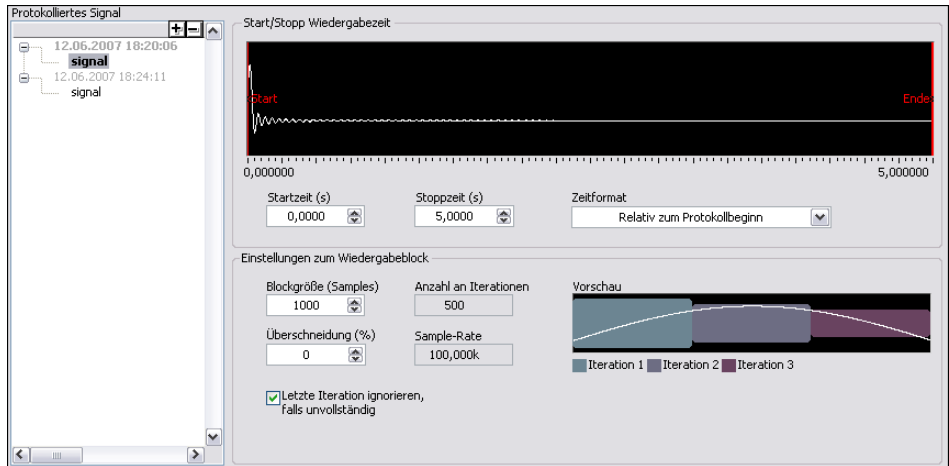 Protokolliertes Signal
12.06.2007 18:20:06
signal
12.06.2007 18:24:11
signal
Start/Stopp Wiedergabezeit
Start
Ende
0,000000
5,000000
Startzeit (s)
Stoppzeit (s)
Zeitformat
0,0000
5,0000
Relativ zum Protokollbeginn
Einstellungen zum Wiedergabeblock
Blockgröße (Samples)
Anzahl an Iterationen
Vorschau
1000
500
Überschneidung (%)
Sample-Rate
0
100,000k
Iteration 1
Iteration 2
Iteration 3
Letzte Iteration ignorieren,
falls unvollständig